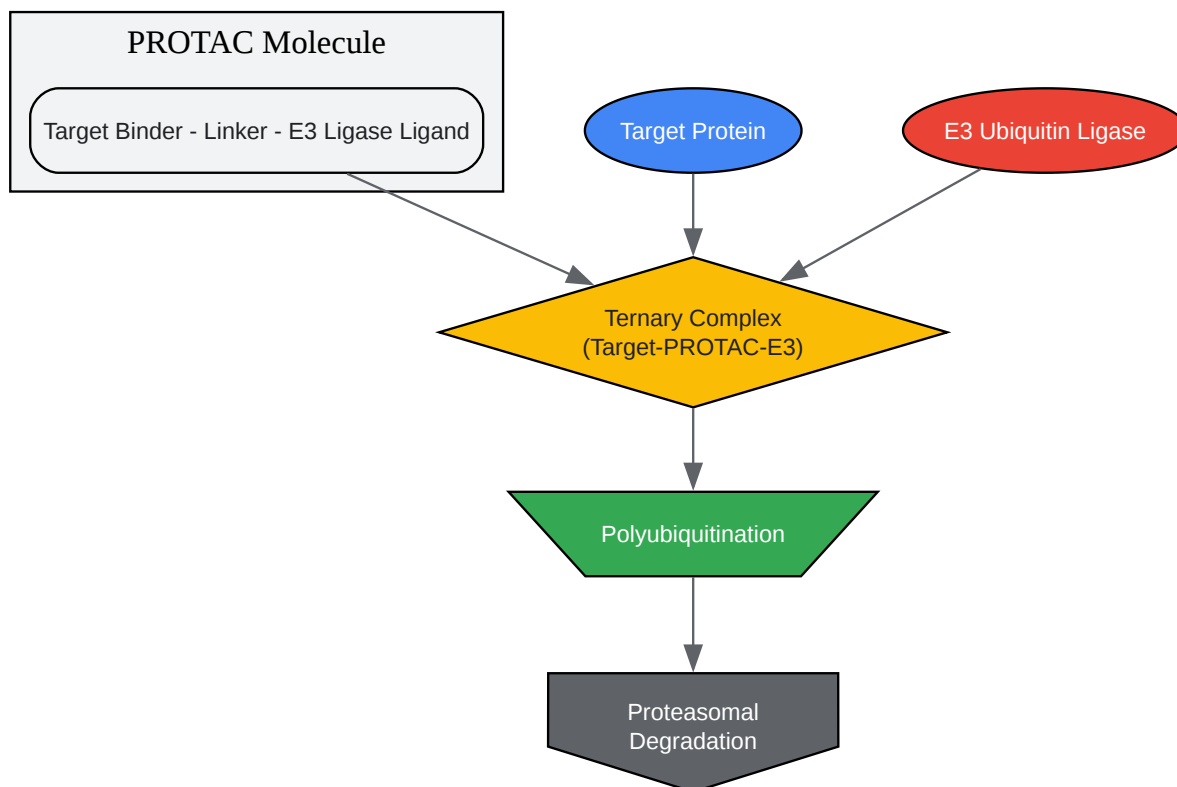 PROTAC Molecule
Target Binder - Linker - E3 Ligase Ligand
Target Protein
E3 Ubiquitin Ligase
Ternary Complex
(Target-PROTAC-E3)
Polyubiquitination
Proteasomal
Degradation